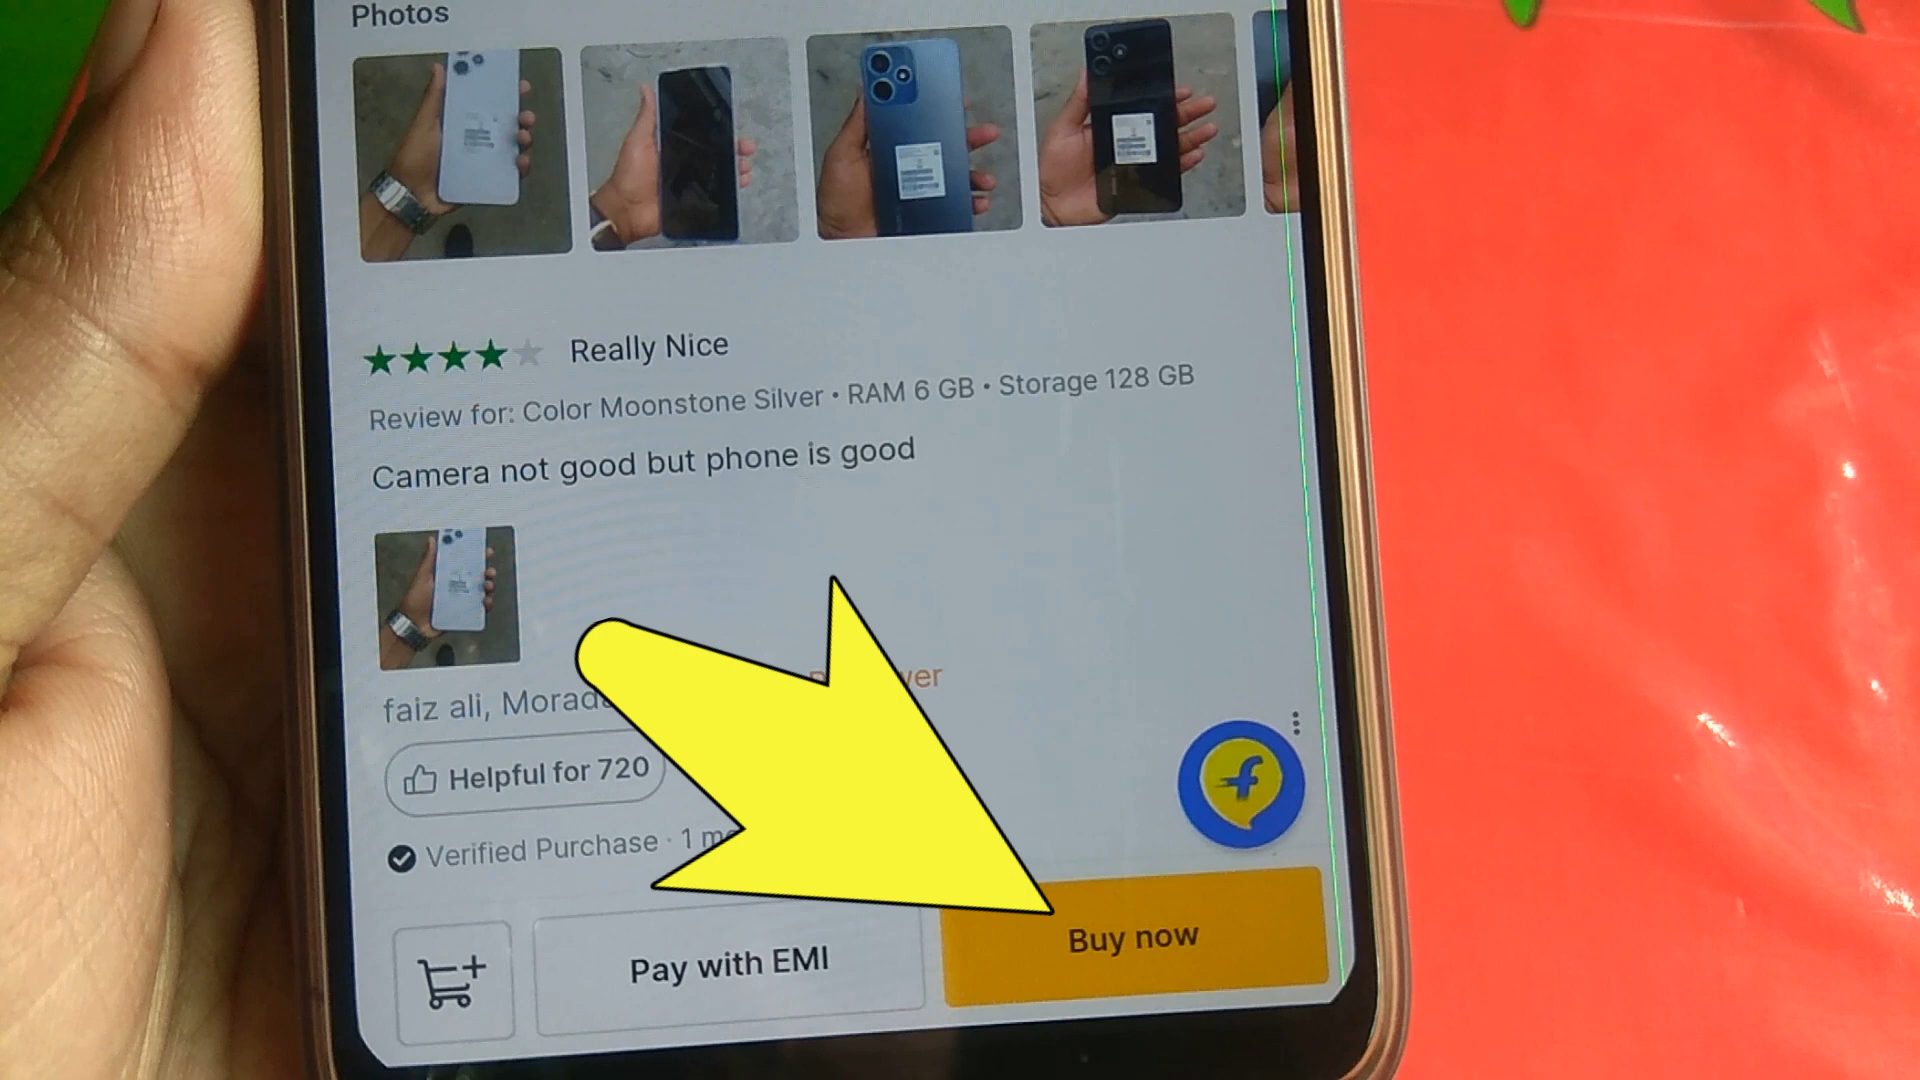 Photos
Really Nice
Review for: Color Moonstone Silver • RAM 6 GB • Storage 128 GB
Camera not good but phone is good
faiz ali,
Helpful for 720
Verified Purchase · 1
f
Pay with EMI
Buy now